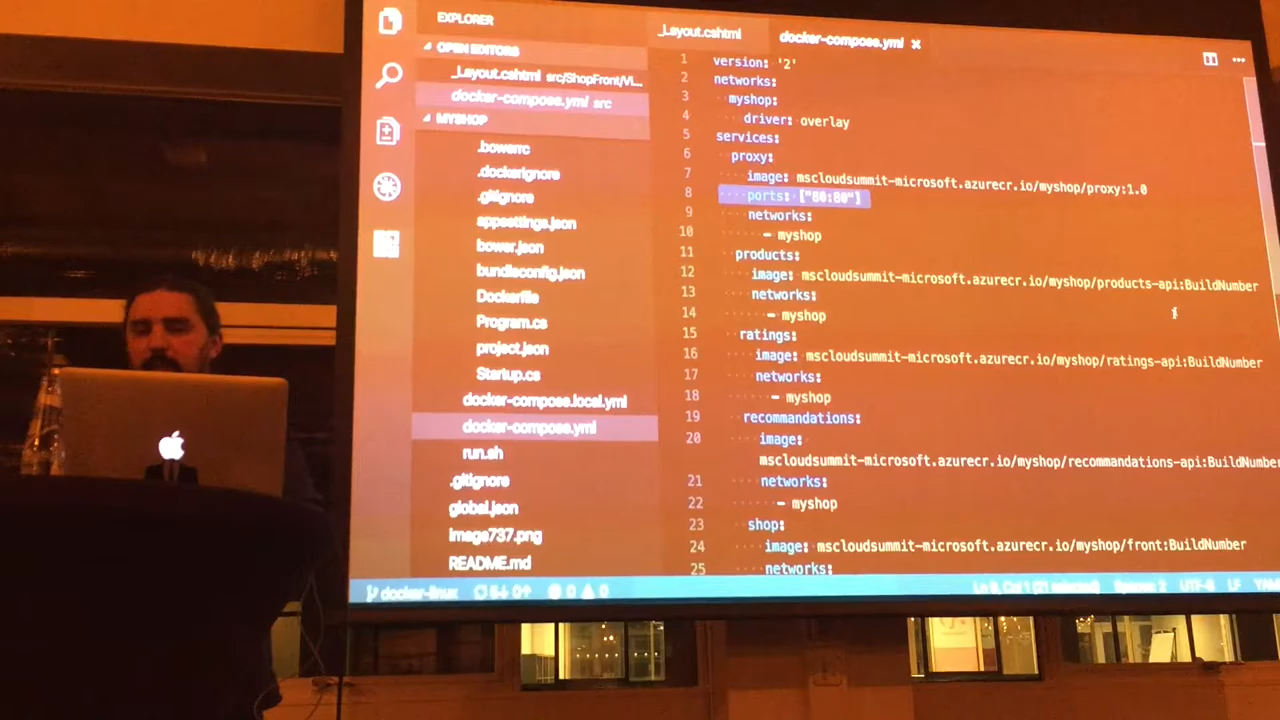 EXPLORER
OPEN EDITORS
_Layout.cshtml src/ShopFront/Vi...
docker-compose.yml src
MYSHOP
.bowerrc
.dockerignore
.gitignore
appsettings.json
bower.json
bundleconfig.json
Dockerfile
Program.cs
project.json
Startup.cs
docker-compose.local.yml
docker-compose.yml
run.sh
.gitignore
global.json
image737.png
README.md
_Layout.cshtml
docker-compose.yml
1 version: '2'
2 networks:
3 myshop:
4 driver: overlay
5 services:
6 proxy:
7 image: mscloudsummit-microsoft.azurecr.io/myshop/proxy:1.0
8 ports: ["80:80"]
9 networks:
10 - myshop
11 products:
12 image: mscloudsummit-microsoft.azurecr.io/myshop/products-api:BuildNumber
13 networks:
14 - myshop
15 ratings:
16 image: mscloudsummit-microsoft.azurecr.io/myshop/ratings-api:BuildNumber
17 networks:
18 - myshop
19 recommandations:
20 image:
mscloudsummit-microsoft.azurecr.io/myshop/recommandations-api:BuildNumber
21 networks:
22 - myshop
23 shop:
24 image: mscloudsummit-microsoft.azurecr.io/myshop/front:BuildNumber
25 networks:
docker-linux 0 0 Spaces: 2 UTF-8 LF